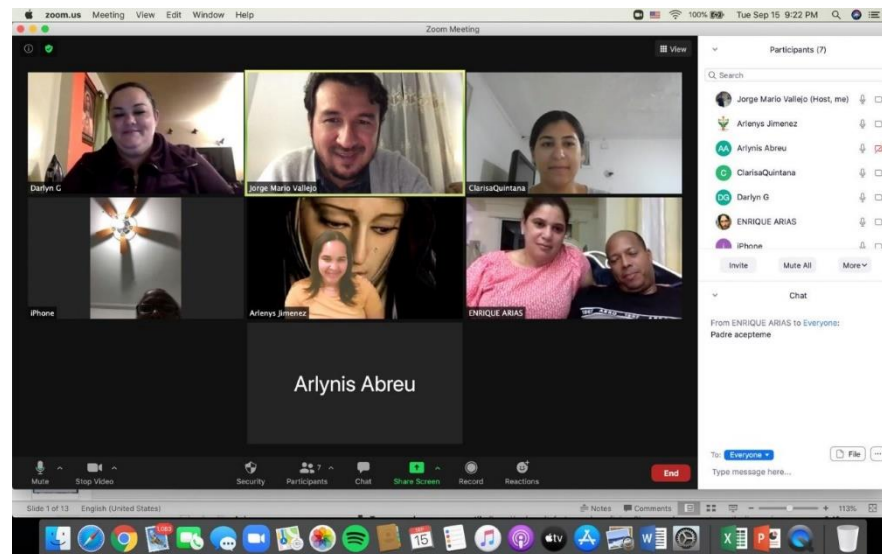 zoom.us Meeting View Edit Window Help
100% Tue Sep 15 9:22 PM
Zoom Meeting
View
Darlyn G
Jorge Mario Vallejo
ClarisaQuintana
iPhone
Arlenys Jimenez
ENRIQUE ARIAS
Arlynis Abreu
Participants (7)
Search
Jorge Mario Vallejo (Host, me)
Arlenys Jimenez
AA Arlynis Abreu
C ClarisaQuintana
DG Darlyn G
ENRIQUE ARIAS
iPhone
Invite Mute All More
Chat
From ENRIQUE ARIAS to Everyone:
Padre acepteme
To: Everyone File
Type message here...
Mute Stop Video Security Participants 7 Chat Share Screen Record Reactions End
Slide 1 of 13 English (United States) Notes Comments 113%
15 tv